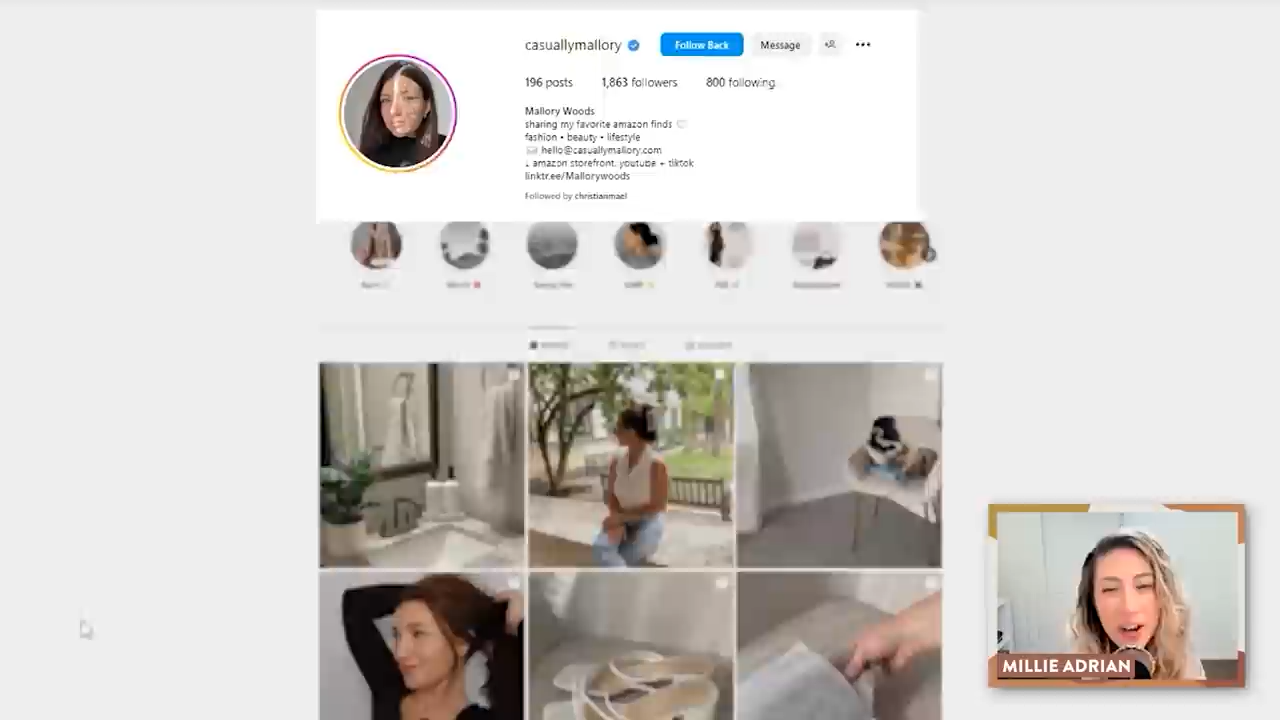 casuallymallory Follow Back Message
196 posts 1,863 followers 800 following
Mallory Woods
sharing my favorite amazon finds
fashion • beauty • lifestyle
hello@casuallymallory.com
amazon storefront, youtube + tiktok
linktr.ee/Mallorywoods
Followed by christianmael
MILLIE ADRIAN